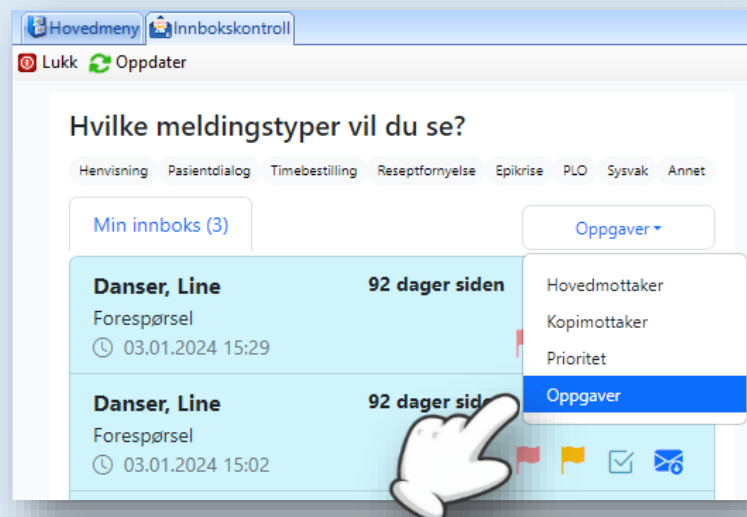 Hovedmeny Innbokskontroll
Lukk Oppdater
Hvilke meldingstyper vil du se?
Henvisning Pasientdialog Timebestilling Reseptfornyelse Epikrise PLO Sysvak Annet
Min innboks (3) Oppgaver
Danser, Line 92 dager siden
Forespørsel
03.01.2024 15:29
Hovedmottaker
Kopimottaker
Prioritet
Oppgaver
Danser, Line 92 dager
Forespørsel
03.01.2024 15:02